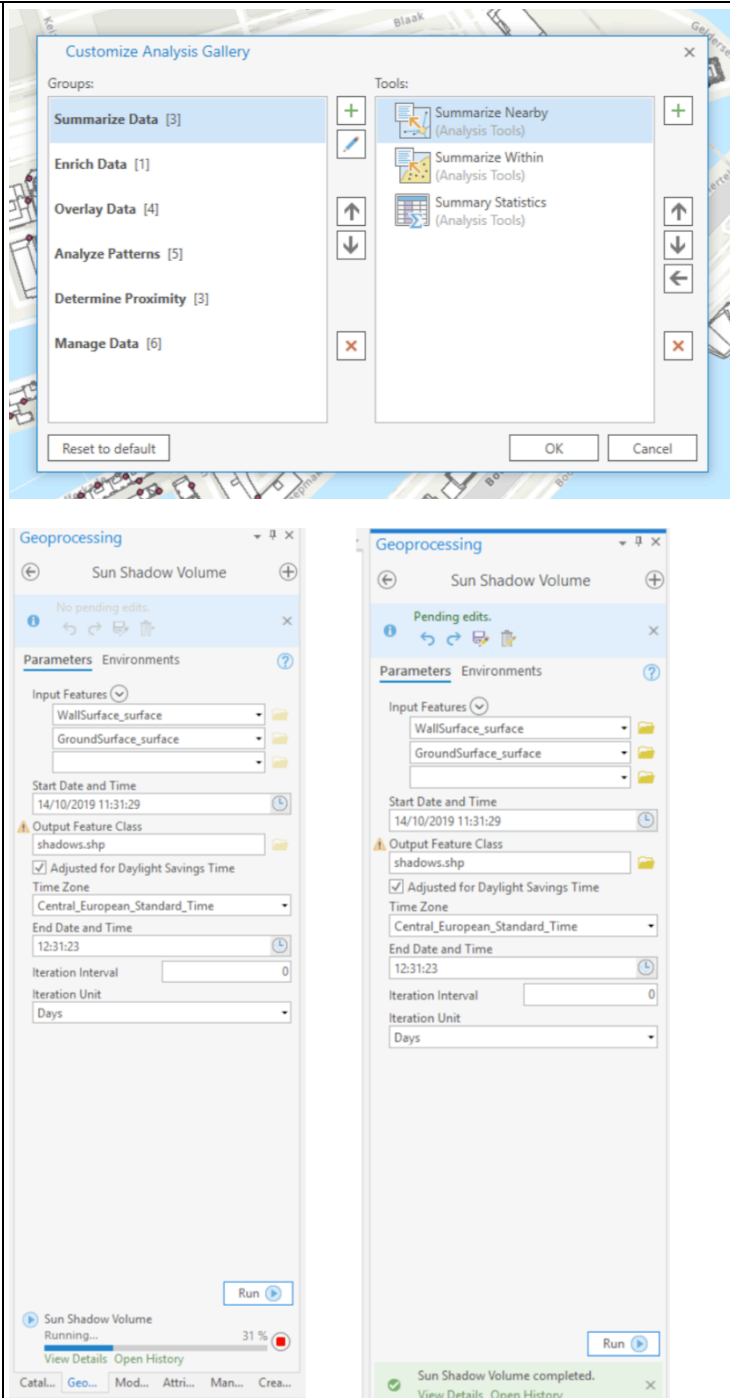 Blaak
Customize Analysis Gallery
Groups:
Tools:
Summarize Data [3]
Enrich Data [1]
Overlay Data [4]
Analyze Patterns [5]
Determine Proximity [3]
Manage Data [6]
Summarize Nearby
(Analysis Tools)
Summarize Within
(Analysis Tools)
Summary Statistics
(Analysis Tools)
Reset to default
OK
Cancel
Geoprocessing
Sun Shadow Volume
No pending edits.
Parameters Environments
Input Features
WallSurface_surface
GroundSurface_surface
Start Date and Time
14/10/2019 11:31:29
Output Feature Class
shadows.shp
Adjusted for Daylight Savings Time
Time Zone
Central_European_Standard_Time
End Date and Time
12:31:23
Iteration Interval 0
Iteration Unit
Days
Run
Sun Shadow Volume
Running... 31 %
View Details Open History
Catal... Geo... Mod... Attri... Man... Crea...
Geoprocessing
Sun Shadow Volume
Pending edits.
Parameters Environments
Input Features
WallSurface_surface
GroundSurface_surface
Start Date and Time
14/10/2019 11:31:29
Output Feature Class
shadows.shp
Adjusted for Daylight Savings Time
Time Zone
Central_European_Standard_Time
End Date and Time
12:31:23
Iteration Interval 0
Iteration Unit
Days
Run
Sun Shadow Volume completed.
View Details Open History